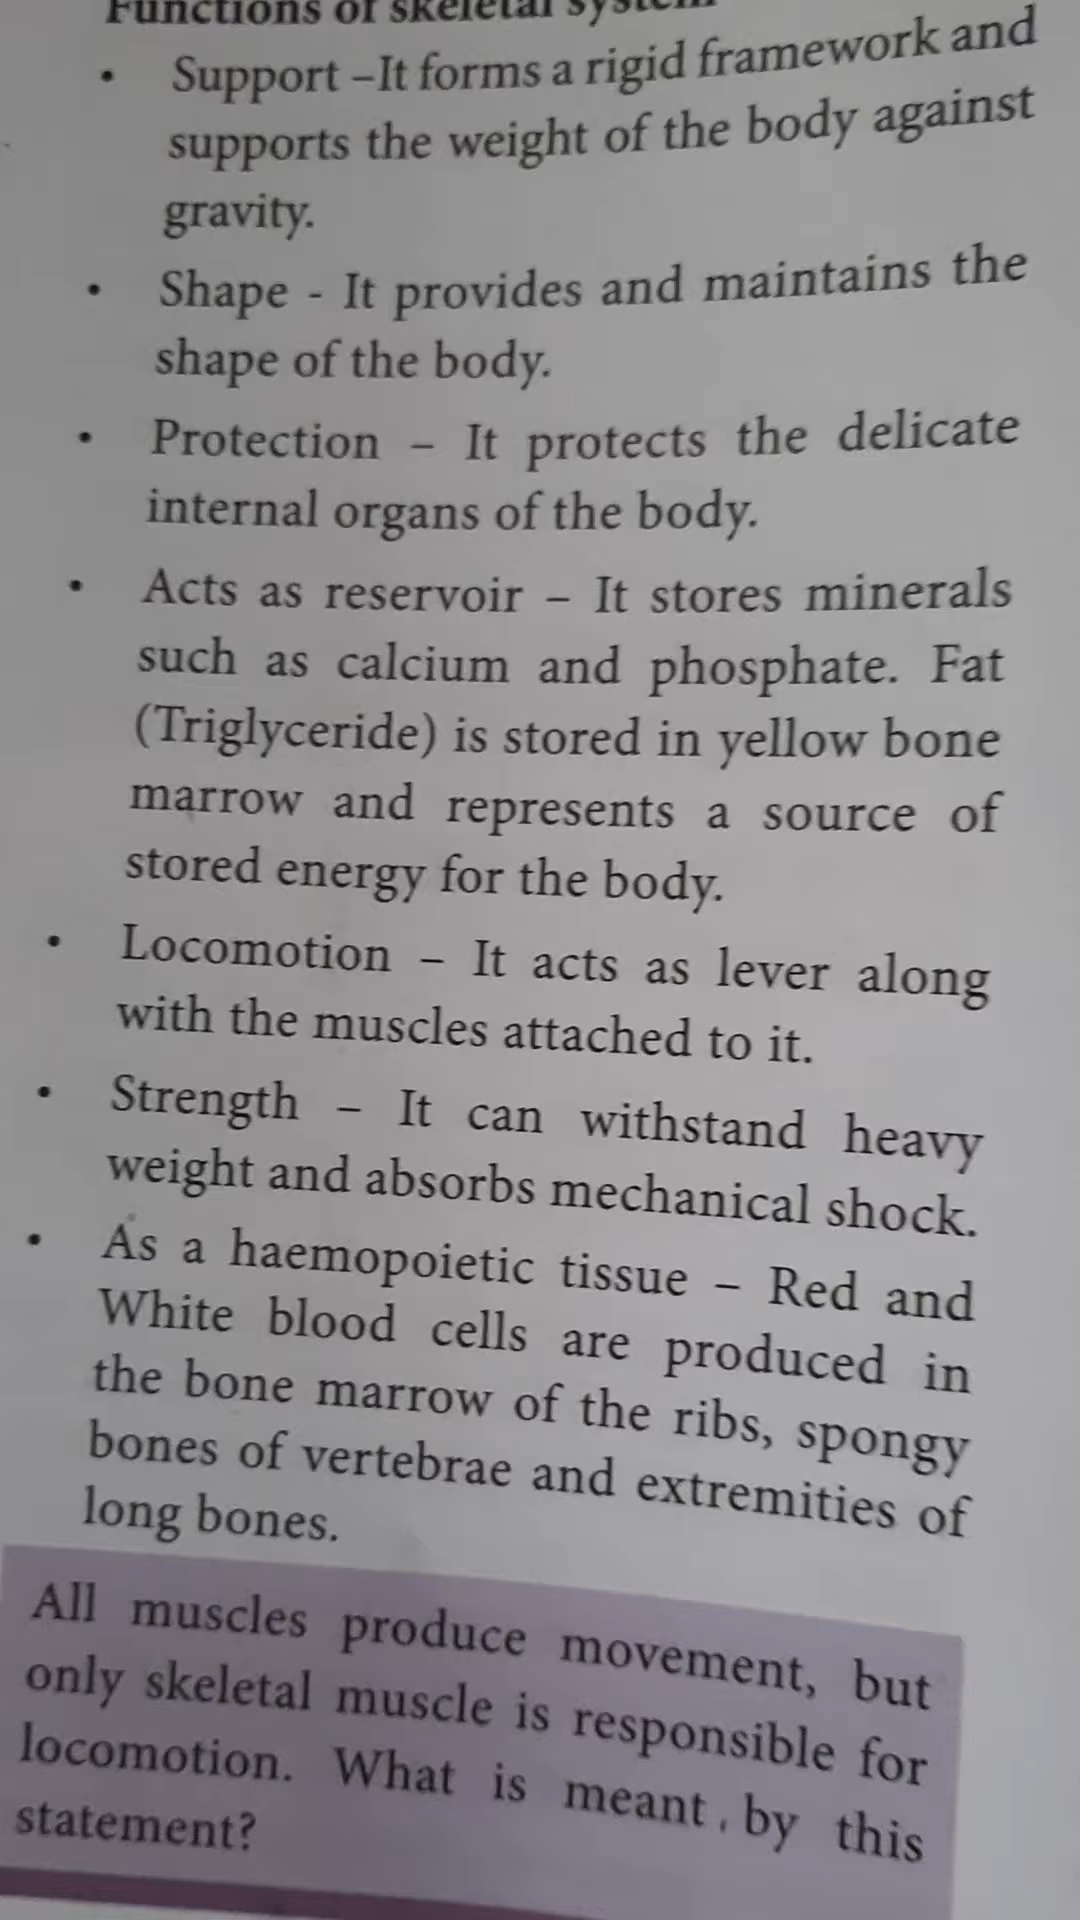 Functions of skeletal system
• Support –It forms a rigid framework and
supports the weight of the body against
gravity.
• Shape - It provides and maintains the
shape of the body.
• Protection – It protects the delicate
internal organs of the body.
• Acts as reservoir – It stores minerals
such as calcium and phosphate. Fat
(Triglyceride) is stored in yellow bone
marrow and represents a source of
stored energy for the body.
• Locomotion – It acts as lever along
with the muscles attached to it.
• Strength – It can withstand heavy
weight and absorbs mechanical shock.
• As a haemopoietic tissue – Red and
White blood cells are produced in
the bone marrow of the ribs, spongy
bones of vertebrae and extremities of
long bones.
All muscles produce movement, but
only skeletal muscle is responsible for
locomotion. What is meant by this
statement?